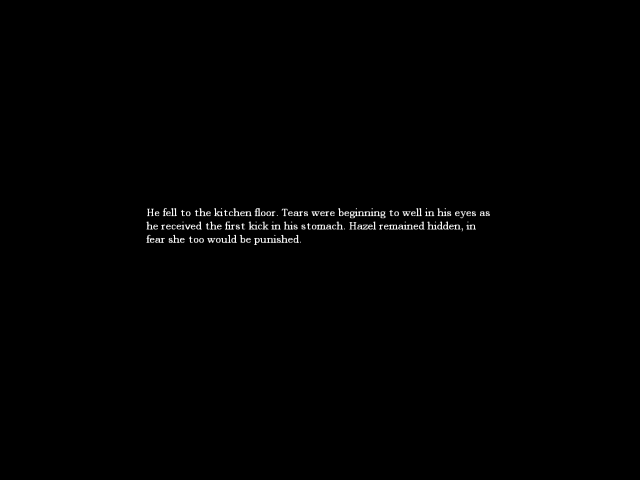 He fell to the kitchen floor. Tears were beginning to well in his eyes as
he received the first kick in his stomach. Hazel remained hidden, in
fear she too would be punished.